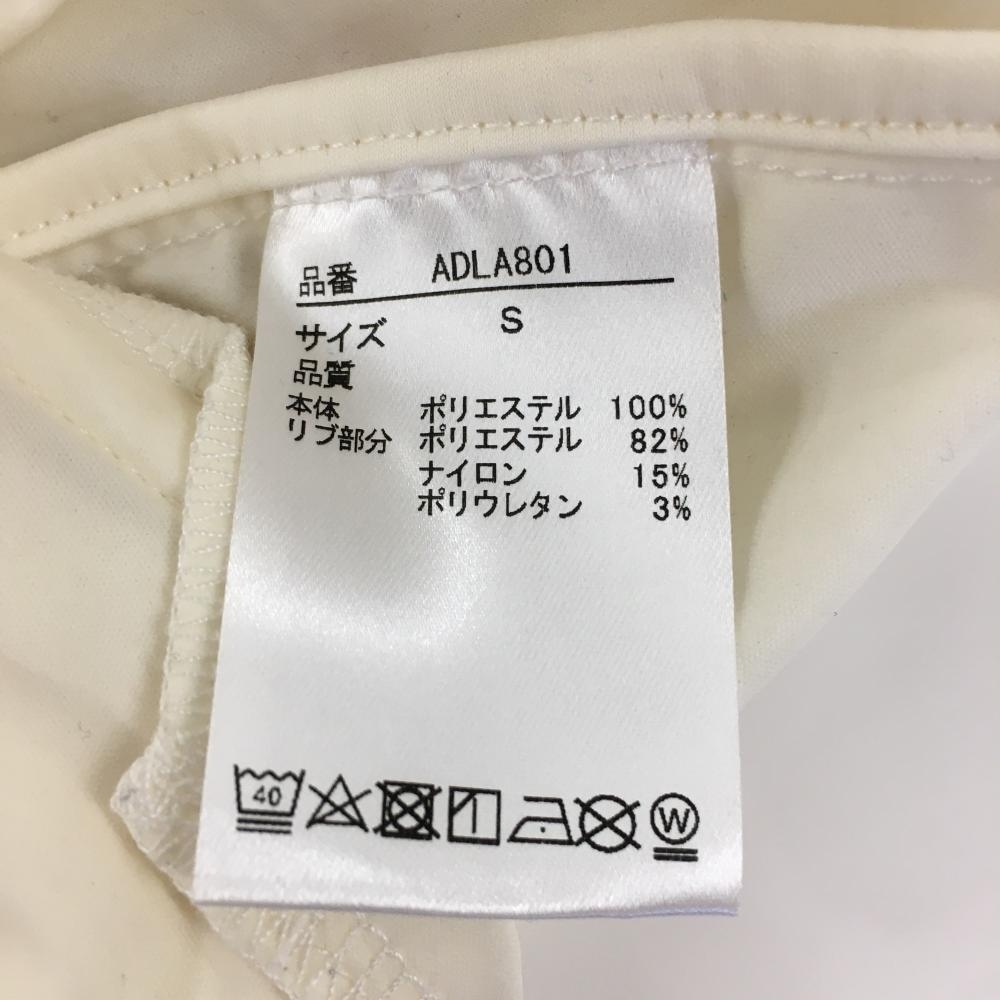 品番 ADLA801
サイズ S
品質
本体 ポリエステル 100%
リブ部分 ポリエステル 82%
ナイロン 15%
ポリウレタン 3%
40 W